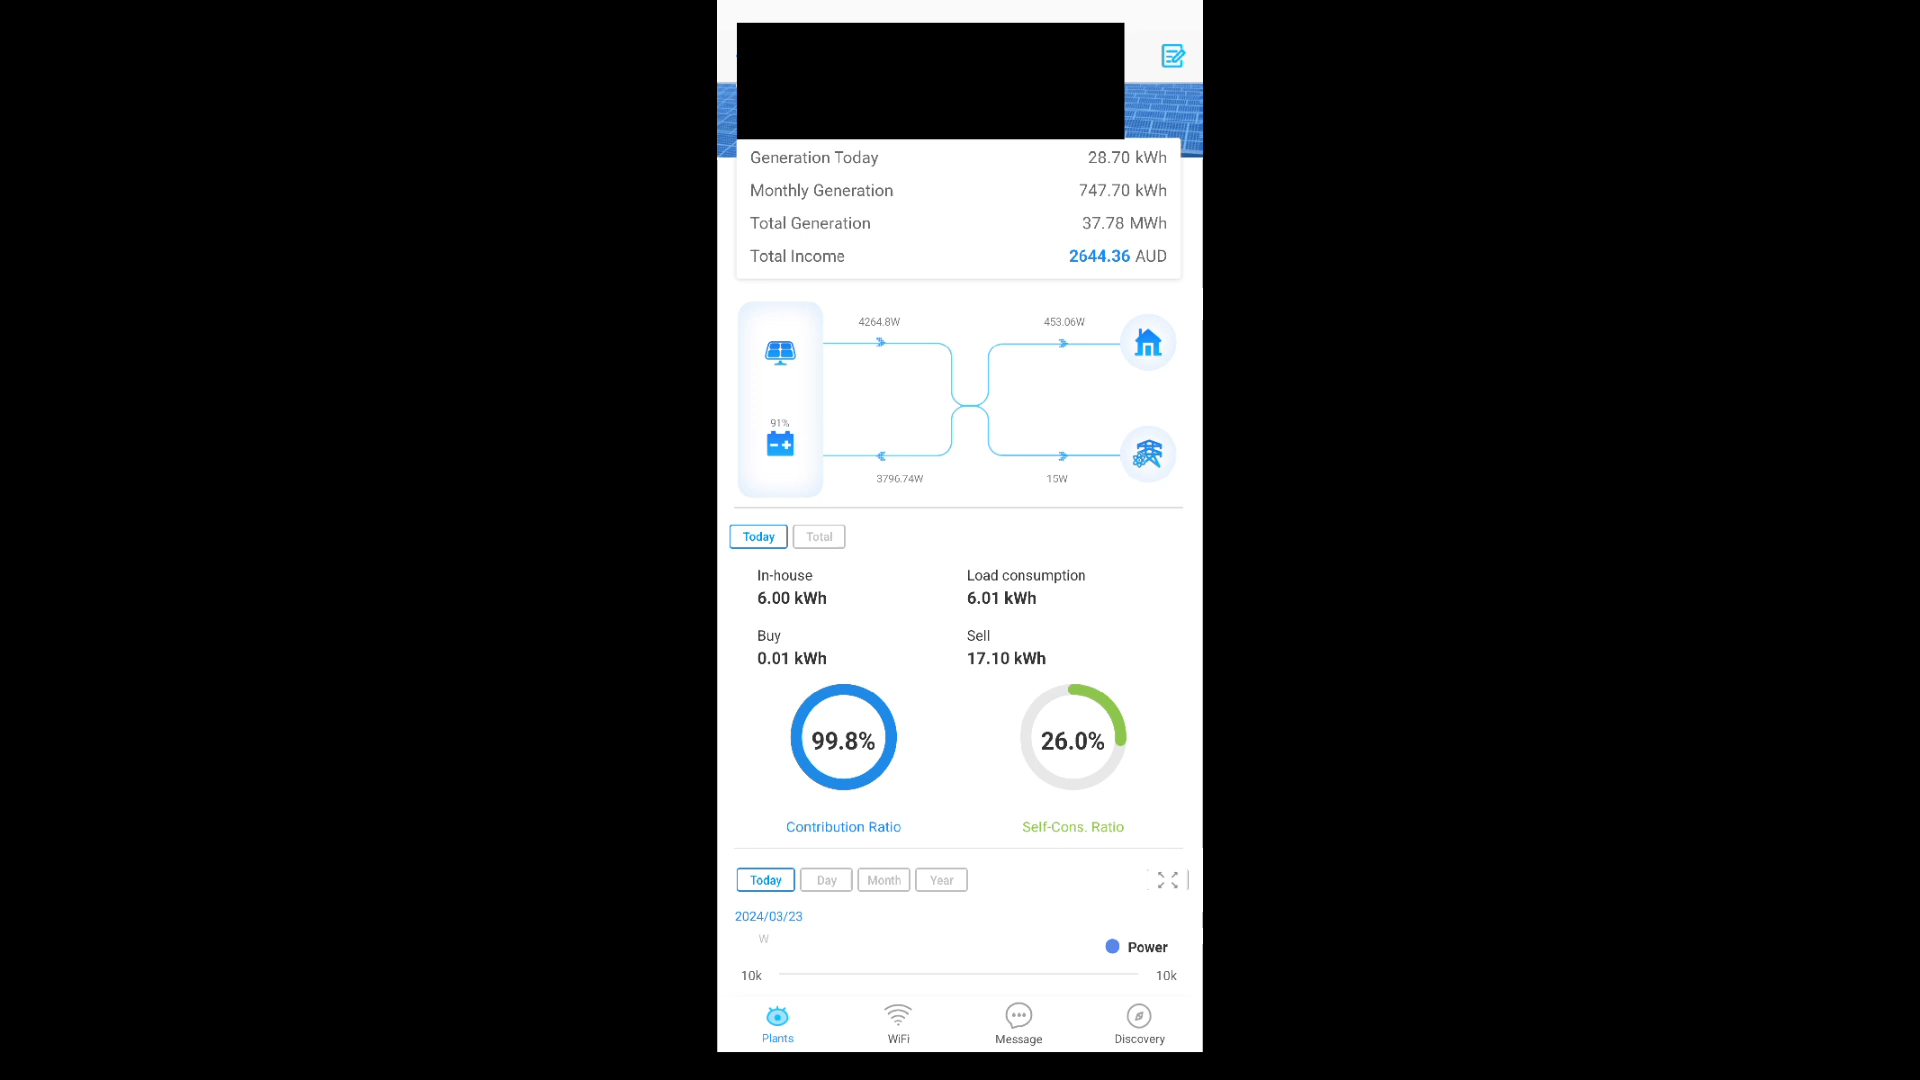 Generation Today 28.70 kWh
Monthly Generation 747.70 kWh
Total Generation 37.78 MWh
Total Income 2644.36 AUD
4264.8W 453.06W
91%
3796.74W 15W
Today Total
In-house Load consumption
6.00 kWh 6.01 kWh
Buy Sell
0.01 kWh 17.10 kWh
99.8% 26.0%
Contribution Ratio Self-Cons. Ratio
Today Day Month Year
2024/03/23
W
Power
10k 10k
Plants WiFi Message Discovery